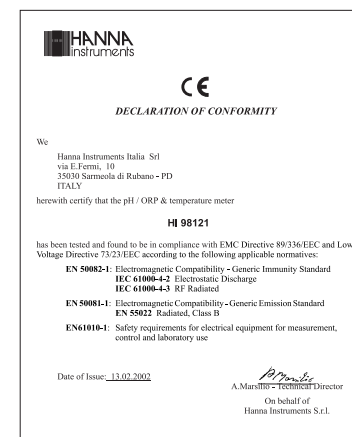 HANNA
instruments
CE
DECLARATION OF CONFORMITY
We
Hanna Instruments Italia Srl
via E.Fermi, 10
35030 Sarmeola di Rubano - PD
ITALY
herewith certify that the pH / ORP & temperature meter
HI 98121
has been tested and found to be in compliance with EMC Directive 89/336/EEC and Low
Voltage Directive 73/23/EEC according to the following applicable normatives:
EN 50082-1: Electromagnetic Compatibility - Generic Immunity Standard
IEC 61000-4-2 Electrostatic Discharge
IEC 61000-4-3 RF Radiated
EN 50081-1: Electromagnetic Compatibility - Generic Emission Standard
EN 55022 Radiated, Class B
EN61010-1: Safety requirements for electrical equipment for measurement,
control and laboratory use
Date of Issue: 13.02.2002
A.Marsilio - Technical Director
On behalf of
Hanna Instruments S.r.l.